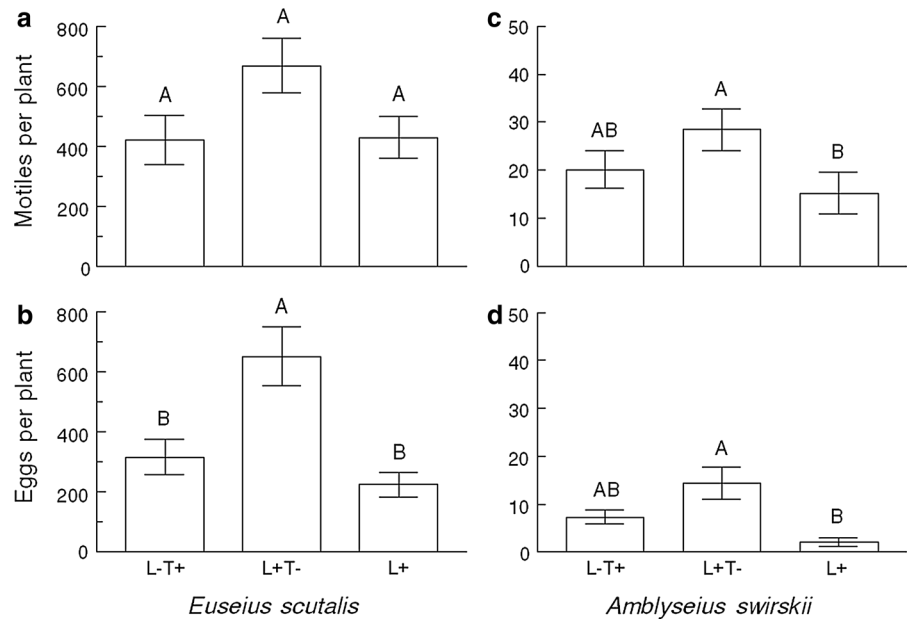 a
Motiles per plant
800
600
400
200
0
A
A
A
c
50
40
30
20
10
0
AB
A
B
b
Eggs per plant
800
600
400
200
0
B
A
B
L-T+ L+T- L+
Euseius scutalis
d
50
40
30
20
10
0
AB
A
B
L-T+ L+T- L+
Amblyseius swirskii